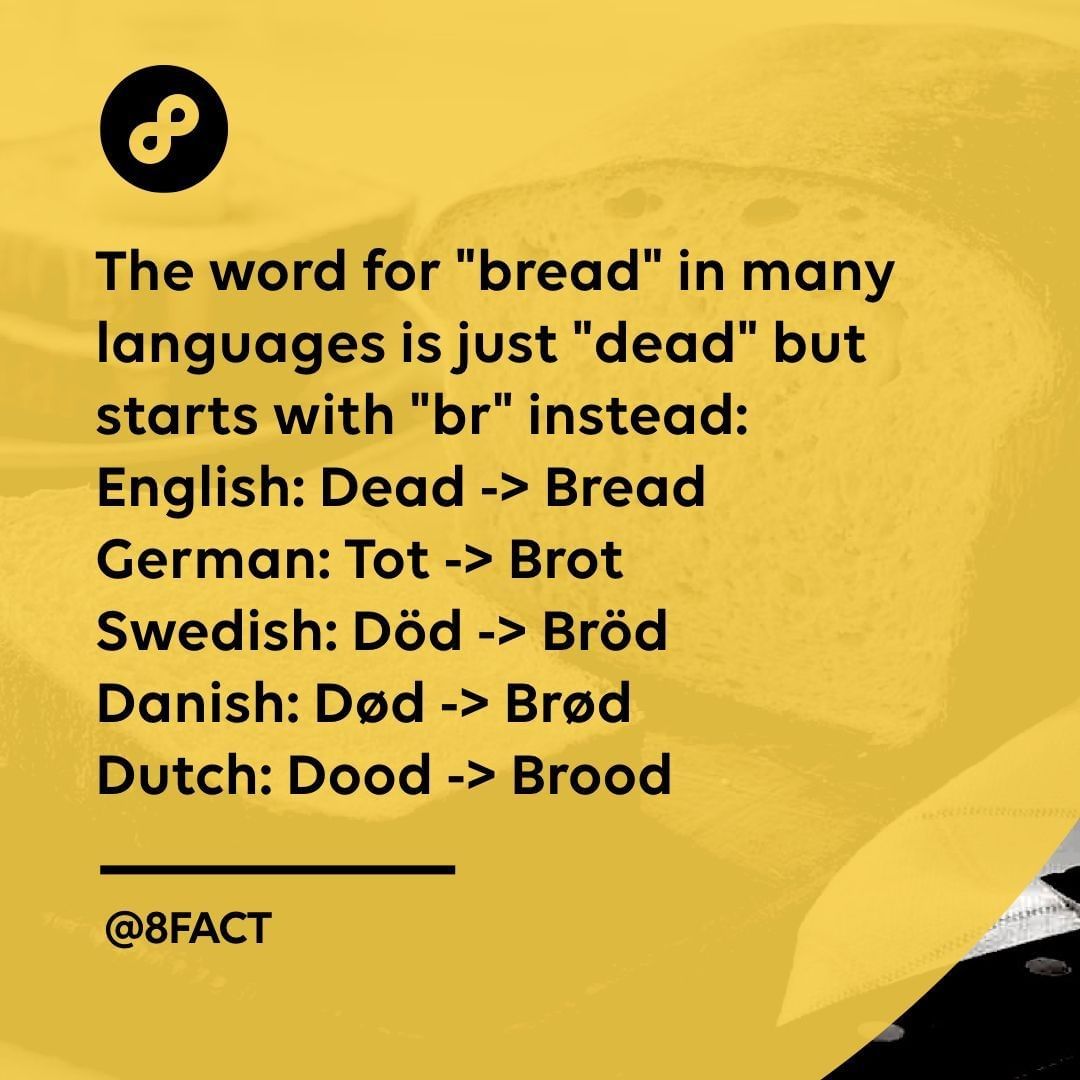 The word for "bread" in many
languages is just "dead" but
starts with "br" instead:
English: Dead -> Bread
German: Tot -> Brot
Swedish: Död -> Bröd
Danish: Død -> Brød
Dutch: Dood -> Brood
@8FACT